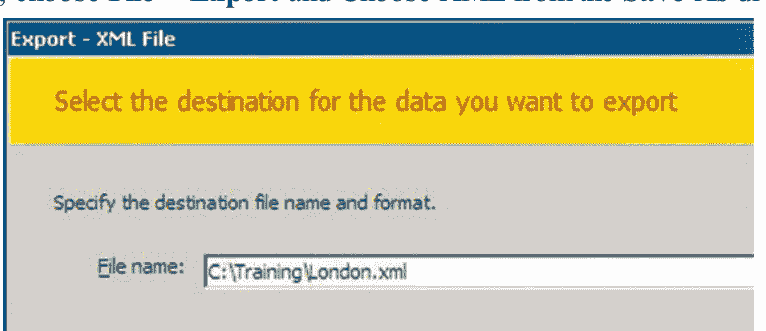 Export - XML File
Select the destination for the data you want to export
Specify the destination file name and format.
File name: C:\Training\London.xml